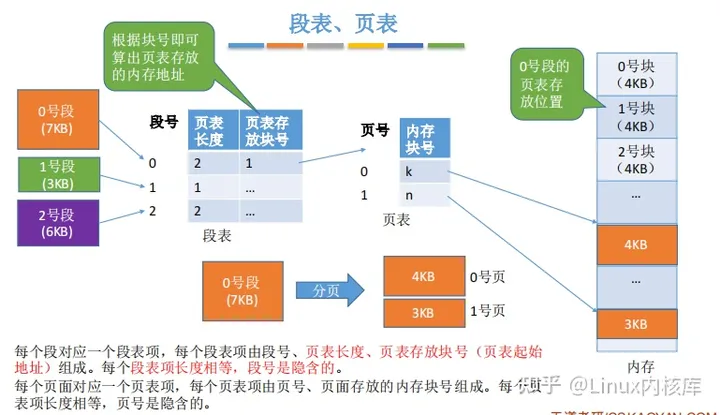 段表、页表
根据块号即可
算出页表存放
的内存地址
0号段的
页表存
放位置
0号段
(7KB)
1号段
(3KB)
2号段
(6KB)
段号
页表
长度
页表存
放块号
0
2
1
1
1
...
2
2
...
段表
页号
内存
块号
0
k
1
n
页表
0号块
(4KB)
1号块
(4KB)
2号块
(4KB)
...
4KB
...
3KB
内存
0号段
(7KB)
分页
4KB
0号页
3KB
1号页
每个段对应一个段表项，每个段表项由段号、页表长度、页表存放块号（页表起始
地址）组成。每个段表项长度相等，段号是隐含的。
每个页面对应一个页表项，每个页表项由页号、页面存放的内存块号组成。每个页
表项长度相等，页号是隐含的。
知乎 @Linux内核库